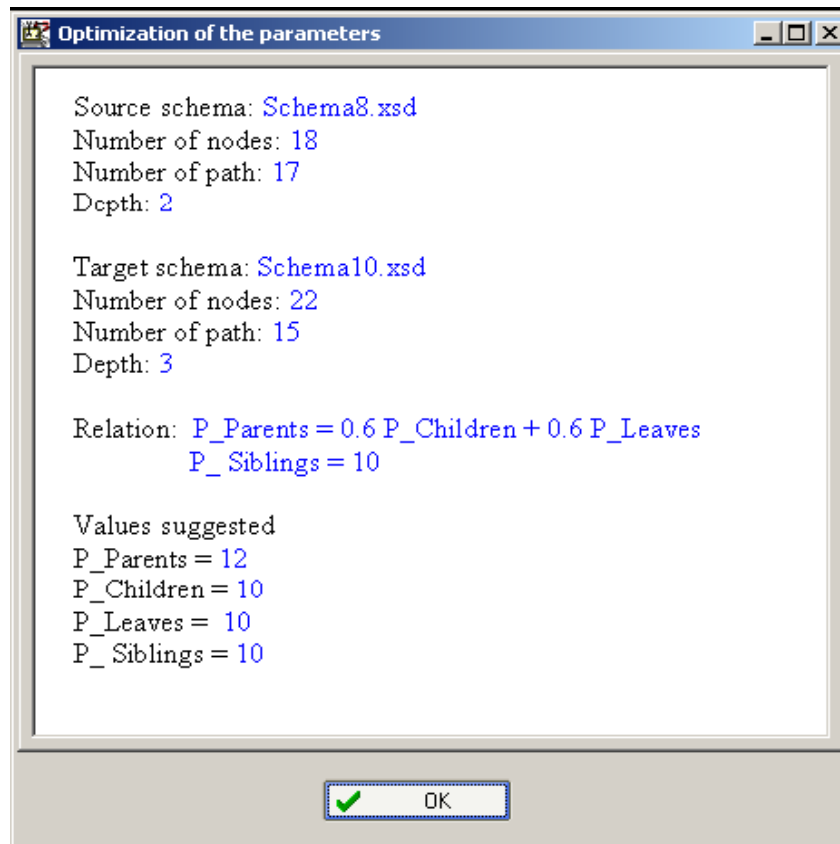 Optimization of the parameters
Source schema: Schema8.xsd
Number of nodes: 18
Number of path: 17
Depth: 2
Target schema: Schema10.xsd
Number of nodes: 22
Number of path: 15
Depth: 3
Relation: P_Parents = 0.6 P_Children + 0.6 P_Leaves
P_ Siblings = 10
Values suggested
P_Parents = 12
P_Children = 10
P_Leaves = 10
P_ Siblings = 10
OK